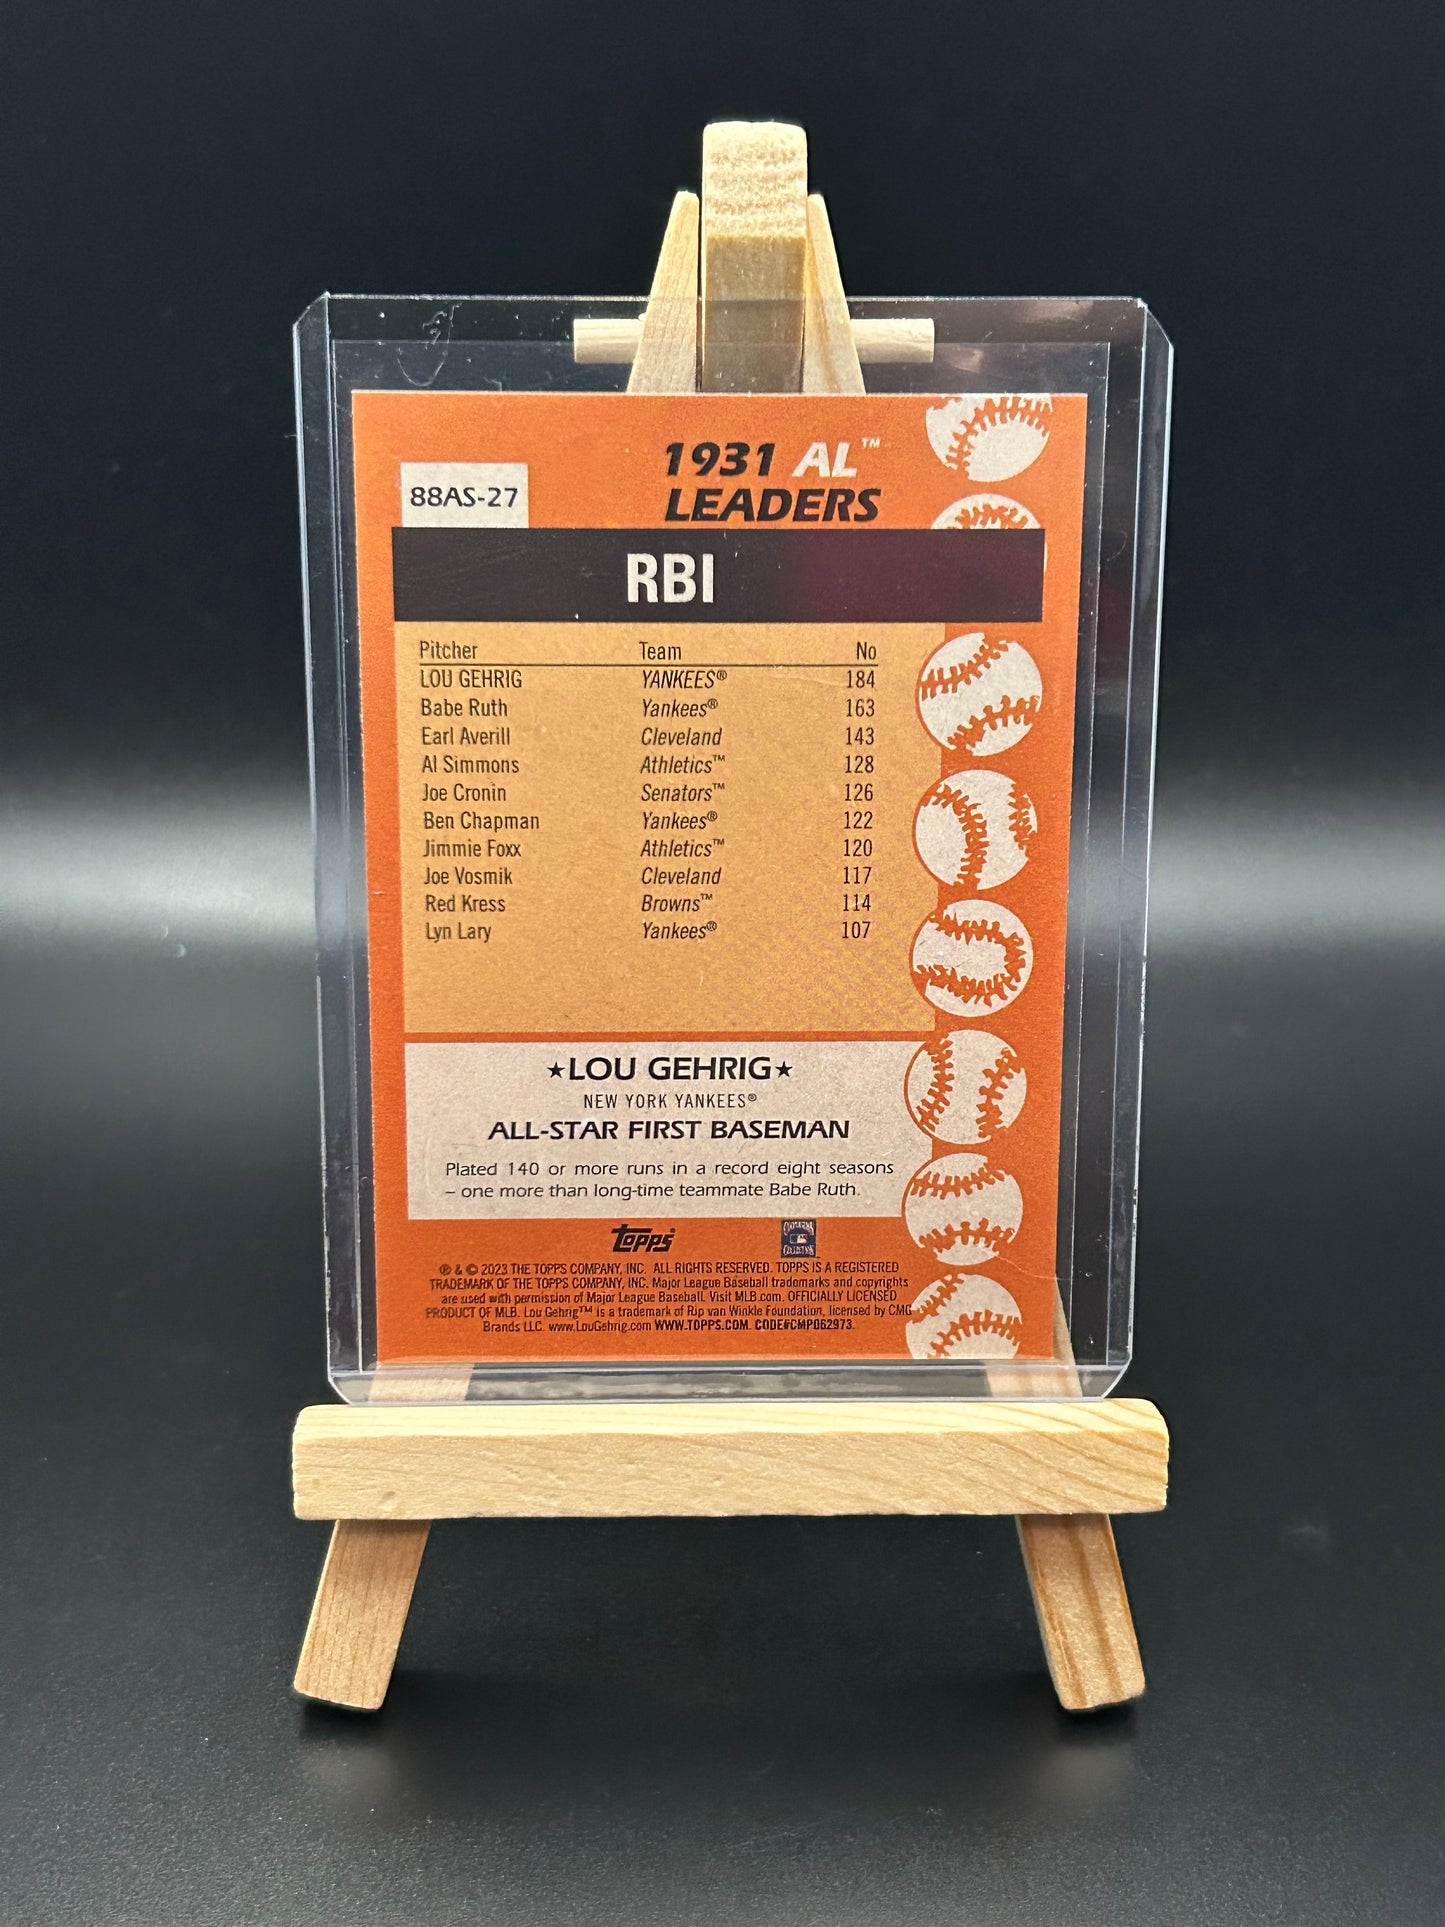 1931 AL™
LEADERS
88AS-27
RBI
Pitcher Team No
LOU GEHRIG YANKEES® 184
Babe Ruth Yankees® 163
Earl Averill Cleveland 143
Al Simmons Athletics™ 128
Joe Cronin Senators™ 126
Ben Chapman Yankees® 122
Jimmie Foxx Athletics™ 120
Joe Vosmik Cleveland 117
Red Kress Browns™ 114
Lyn Lary Yankees® 107
★LOU GEHRIG★
NEW YORK YANKEES®
ALL-STAR FIRST BASEMAN
Plated 140 or more runs in a record eight seasons
– one more than long-time teammate Babe Ruth.
topps
COOPERSTOWN
COLLECTION
® & © 2023 THE TOPPS COMPANY, INC. ALL RIGHTS RESERVED. TOPPS IS A REGISTERED
TRADEMARK OF THE TOPPS COMPANY, INC. Major League Baseball trademarks and copyrights
are used with permission of Major League Baseball. Visit MLB.com. OFFICIALLY LICENSED
PRODUCT OF MLB. Lou Gehrig™ is a trademark of Rip van Winkle Foundation, licensed by CMG
Brands LLC. www.LouGehrig.com WWW.TOPPS.COM. CODE#CMP062973.